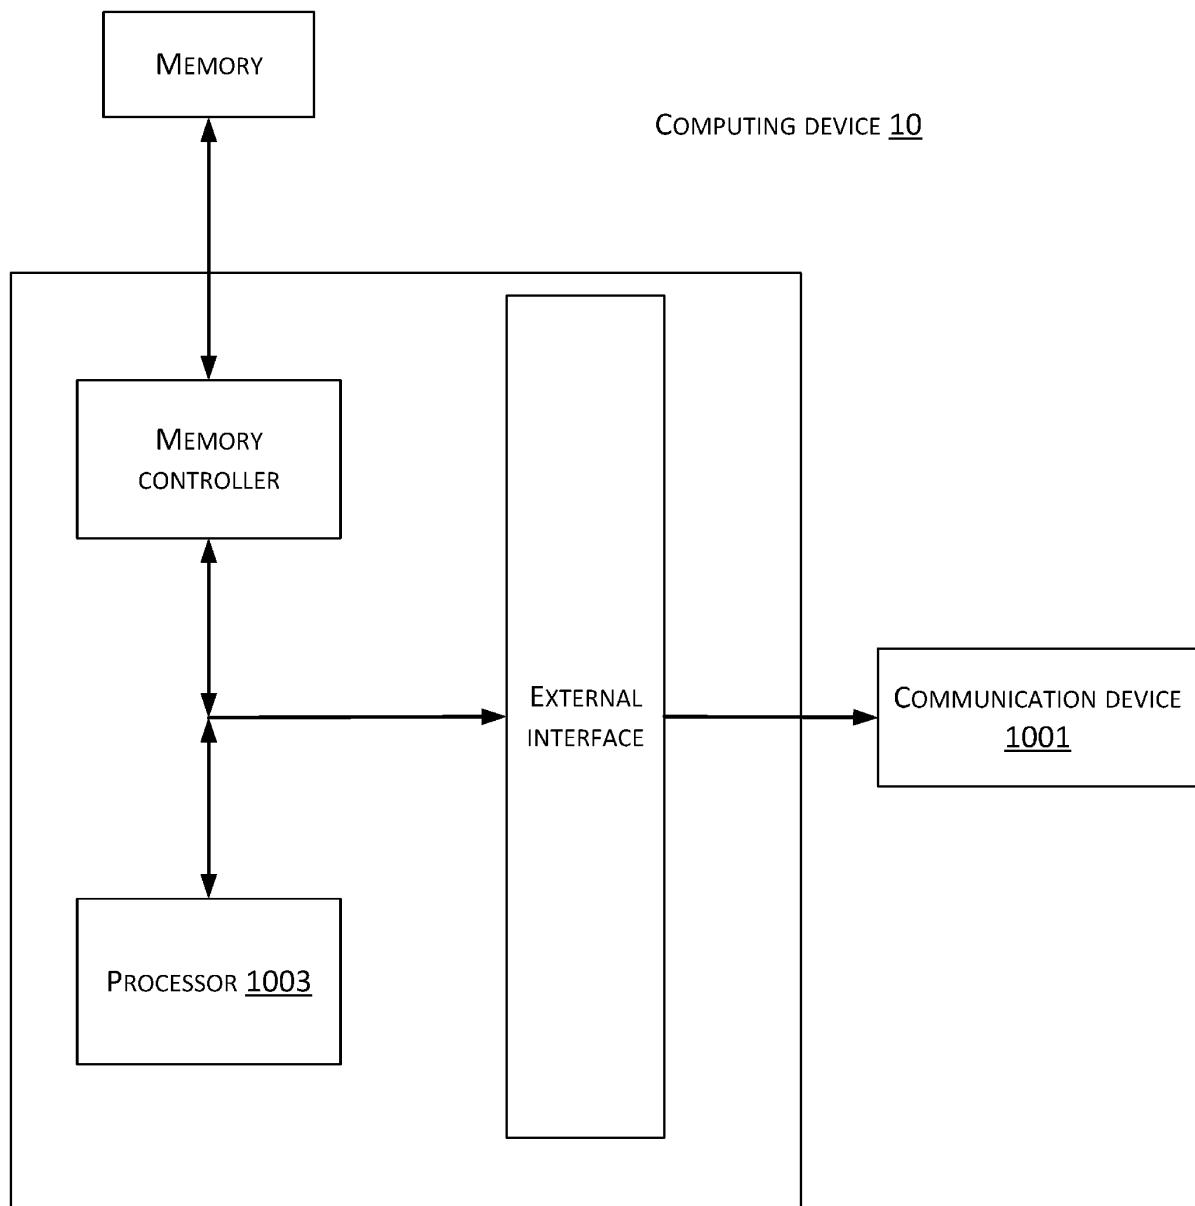 MEMORY
COMPUTING DEVICE 10
MEMORY
CONTROLLER
EXTERNAL
INTERFACE
COMMUNICATION DEVICE
1001
PROCESSOR 1003